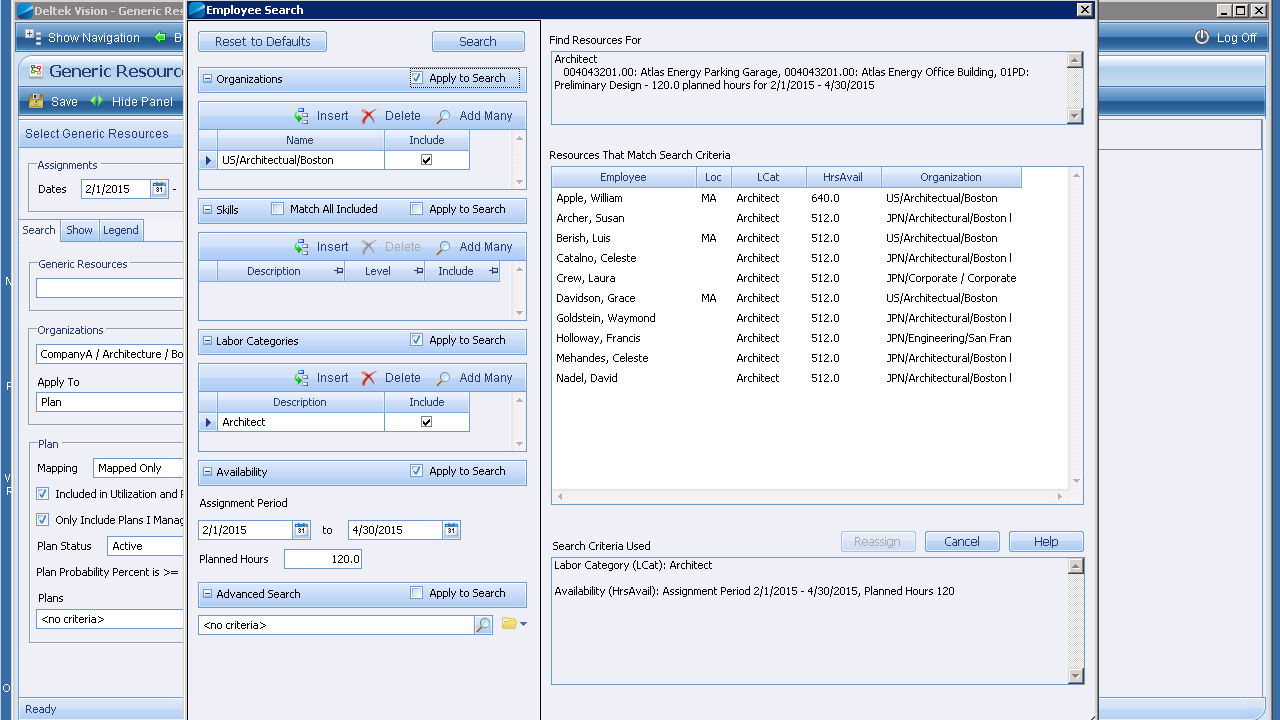 Deltek Vision - Generic Res
Employee Search
Show Navigation
Log Off
Generic Resourc
Save
Hide Panel
Select Generic Resources
Assignments
Dates
2/1/2015
31
-
Search
Show
Legend
Generic Resources
Organizations
CompanyA / Architecture / Bo
Apply To
Plan
Plan
Mapping
Mapped Only
Included in Utilization and
Only Include Plans I Manag
Plan Status
Active
Plan Probability Percent is >=
Plans
<no criteria>
Ready
Reset to Defaults
Search
Organizations
Apply to Search
Insert
Delete
Add Many
Name
Include
US/Architectual/Boston
Skills
Match All Included
Apply to Search
Insert
Delete
Add Many
Description
Level
Include
Labor Categories
Apply to Search
Insert
Delete
Add Many
Description
Include
Architect
Availability
Apply to Search
Assignment Period
2/1/2015
31
to
4/30/2015
31
Planned Hours
120.0
Advanced Search
Apply to Search
<no criteria>
Find Resources For
Architect
004043201.00: Atlas Energy Parking Garage, 004043201.00: Atlas Energy Office Building, 01PD:
Preliminary Design - 120.0 planned hours for 2/1/2015 - 4/30/2015
Resources That Match Search Criteria
Employee Loc LCat HrsAvail Organization
Apple, William MA Architect 640.0 US/Architectual/Boston
Archer, Susan Architect 512.0 JPN/Architectural/Boston
Berish, Luis MA Architect 512.0 US/Architectual/Boston
Catalno, Celeste Architect 512.0 JPN/Architectural/Boston
Crew, Laura Architect 512.0 JPN/Corporate / Corporate
Davidson, Grace MA Architect 512.0 US/Architectual/Boston
Goldstein, Waymond Architect 512.0 JPN/Architectural/Boston
Holloway, Francis Architect 512.0 JPN/Engineering/San Fran
Mehandes, Celeste Architect 512.0 JPN/Architectural/Boston
Nadel, David Architect 512.0 JPN/Architectural/Boston
Search Criteria Used
Reassign
Cancel
Help
Labor Category (LCat): Architect
Availability (HrsAvail): Assignment Period 2/1/2015 - 4/30/2015, Planned Hours 120